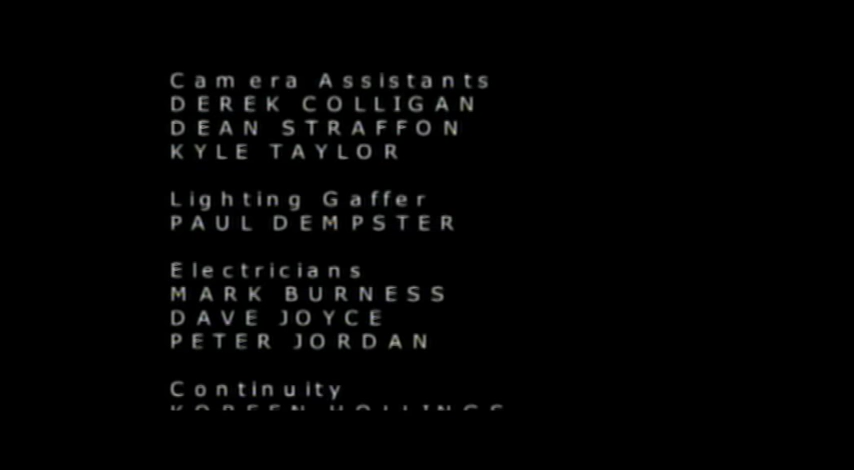 Camera Assistants
DEREK COLLIGAN
DEAN STRAFFON
KYLE TAYLOR
Lighting Gaffer
PAUL DEMPSTER
Electricians
MARK BURNESS
DAVE JOYCE
PETER JORDAN
Continuity